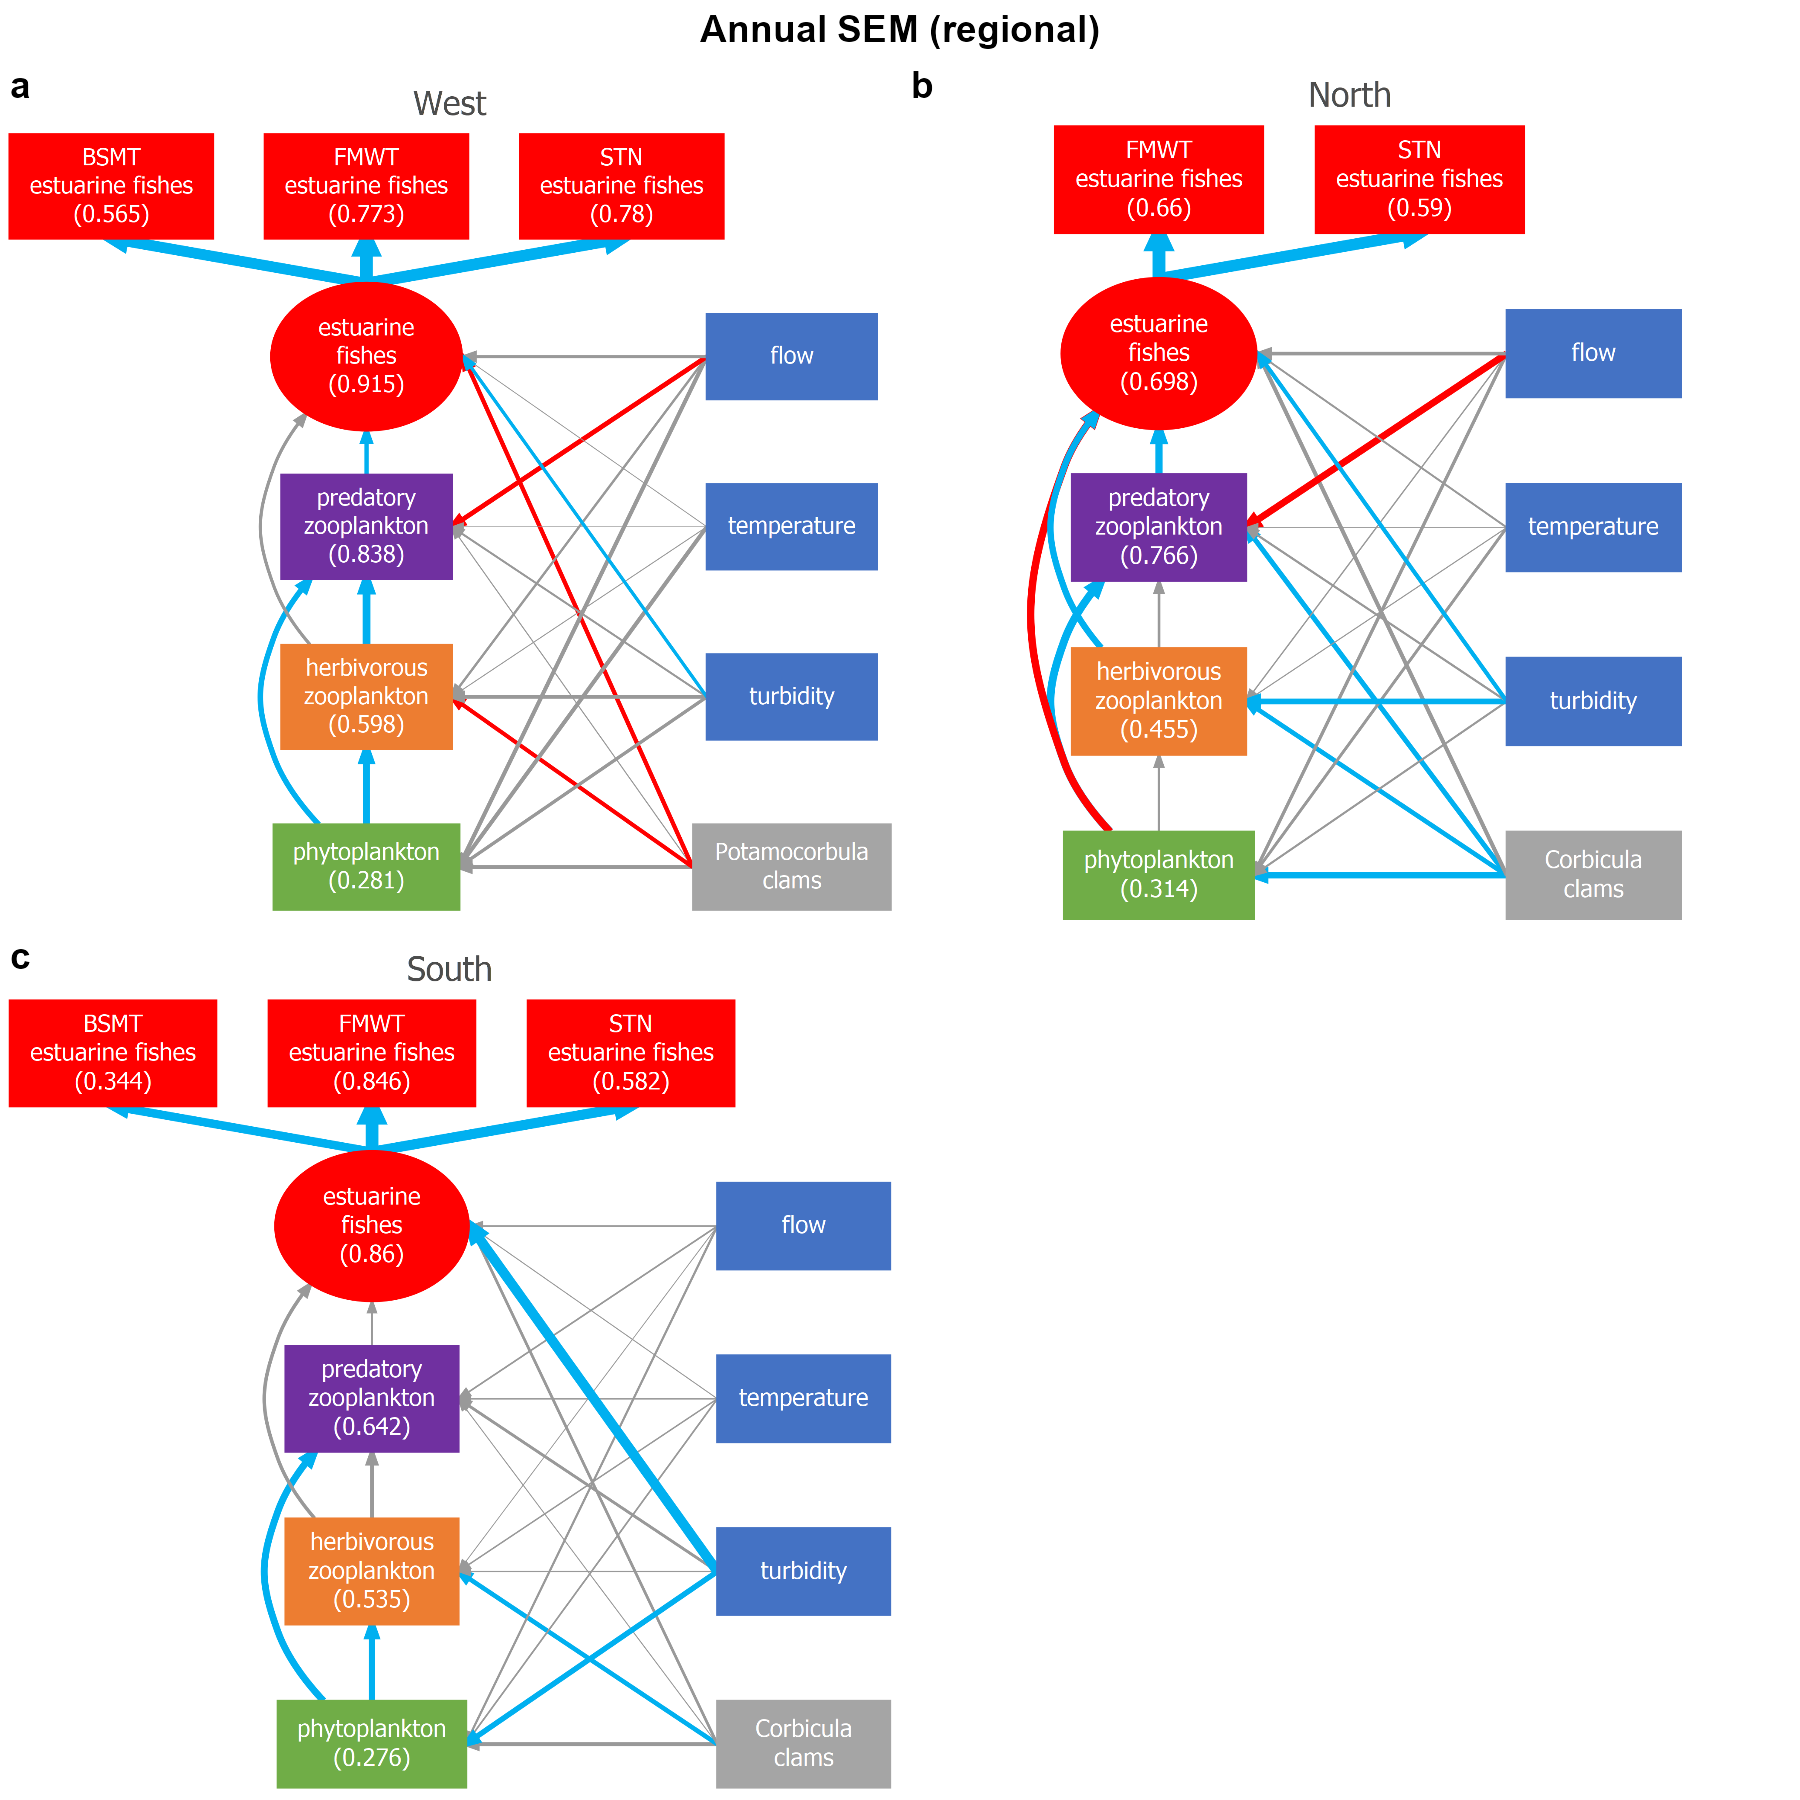 Annual SEM (regional)
a
West
BSMT
estuarine fishes
(0.565)
FMWT
estuarine fishes
(0.773)
STN
estuarine fishes
(0.78)
estuarine
fishes
(0.915)
flow
predatory
zooplankton
(0.838)
temperature
herbivorous
zooplankton
(0.598)
turbidity
phytoplankton
(0.281)
Potamocorbula
clams
b
North
FMWT
estuarine fishes
(0.66)
STN
estuarine fishes
(0.59)
estuarine
fishes
(0.698)
flow
predatory
zooplankton
(0.766)
temperature
herbivorous
zooplankton
(0.455)
turbidity
phytoplankton
(0.314)
Corbicula
clams
c
South
BSMT
estuarine fishes
(0.344)
FMWT
estuarine fishes
(0.846)
STN
estuarine fishes
(0.582)
estuarine
fishes
(0.86)
flow
predatory
zooplankton
(0.642)
temperature
herbivorous
zooplankton
(0.535)
turbidity
phytoplankton
(0.276)
Corbicula
clams